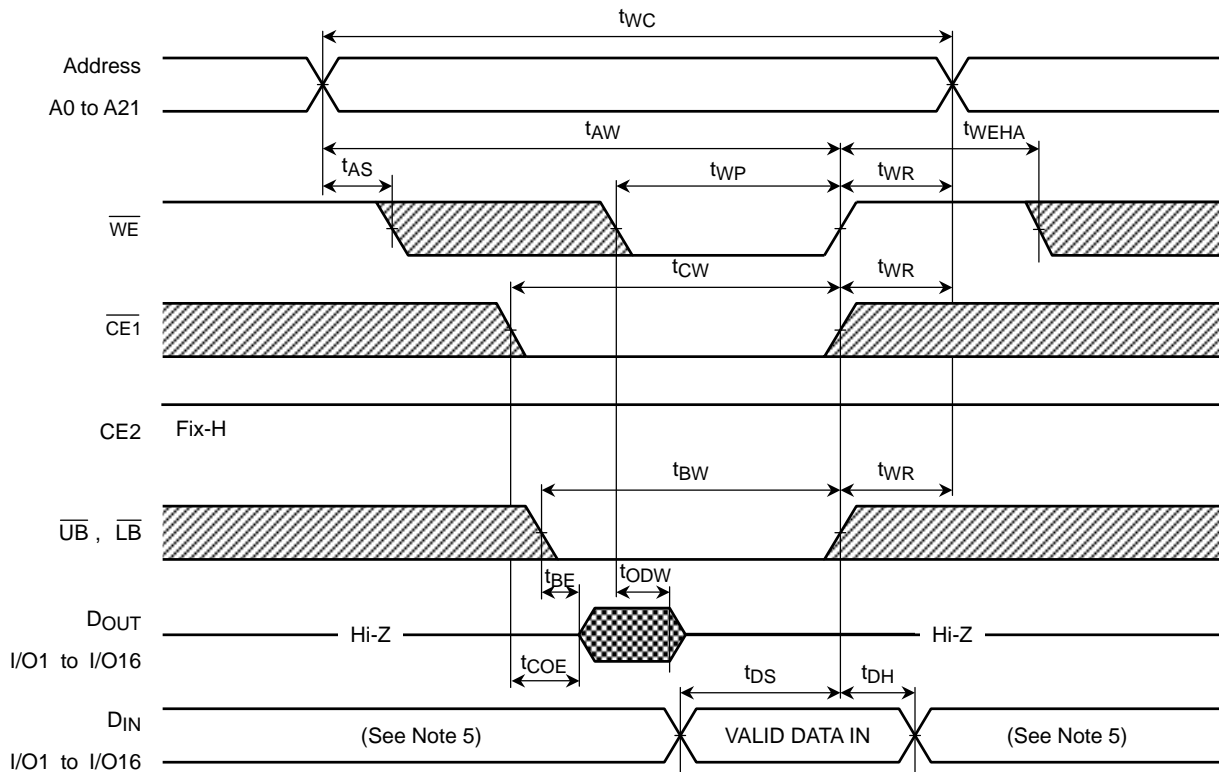 tWC
Address
A0 to A21
tAW
tWEHA
tAS
tWP
tWR
WE
tCW
tWR
CE1
CE2
Fix-H
tBW
tWR
UB , LB
tBE
tODW
DOUT
Hi-Z
Hi-Z
I/O1 to I/O16
tCOE
tDS
tDH
DIN
(See Note 5)
VALID DATA IN
(See Note 5)
I/O1 to I/O16